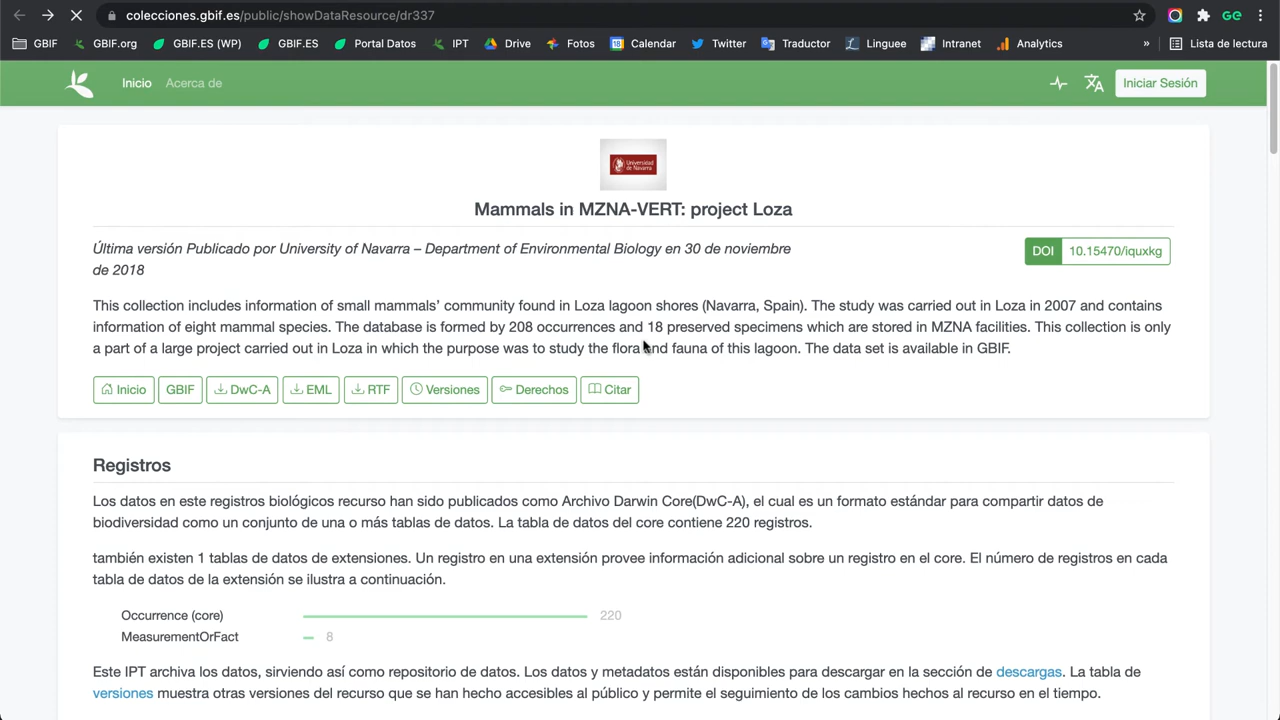 colecciones.gbif.es/public/showDataResource/dr337
GBIF GBIF.org GBIF.ES (WP) GBIF.ES Portal Datos IPT Drive Fotos 18 Calendar Twitter Traductor Linguee Intranet Analytics » Lista de lectura
Inicio Acerca de Iniciar Sesión
Universidad
de Navarra
Mammals in MZNA-VERT: project Loza
Última versión Publicado por University of Navarra – Department of Environmental Biology en 30 de noviembre
de 2018
DOI 10.15470/iquxkg
This collection includes information of small mammals’ community found in Loza lagoon shores (Navarra, Spain). The study was carried out in Loza in 2007 and contains
information of eight mammal species. The database is formed by 208 occurrences and 18 preserved specimens which are stored in MZNA facilities. This collection is only
a part of a large project carried out in Loza in which the purpose was to study the flora and fauna of this lagoon. The data set is available in GBIF.
Inicio GBIF DwC-A EML RTF Versiones Derechos Citar
Registros
Los datos en este registros biológicos recurso han sido publicados como Archivo Darwin Core(DwC-A), el cual es un formato estándar para compartir datos de
biodiversidad como un conjunto de una o más tablas de datos. La tabla de datos del core contiene 220 registros.
también existen 1 tablas de datos de extensiones. Un registro en una extensión provee información adicional sobre un registro en el core. El número de registros en cada
tabla de datos de la extensión se ilustra a continuación.
Occurrence (core) 220
MeasurementOrFact 8
Este IPT archiva los datos, sirviendo así como repositorio de datos. Los datos y metadatos están disponibles para descargar en la sección de descargas. La tabla de
versiones muestra otras versiones del recurso que se han hecho accesibles al público y permite el seguimiento de los cambios hechos al recurso en el tiempo.